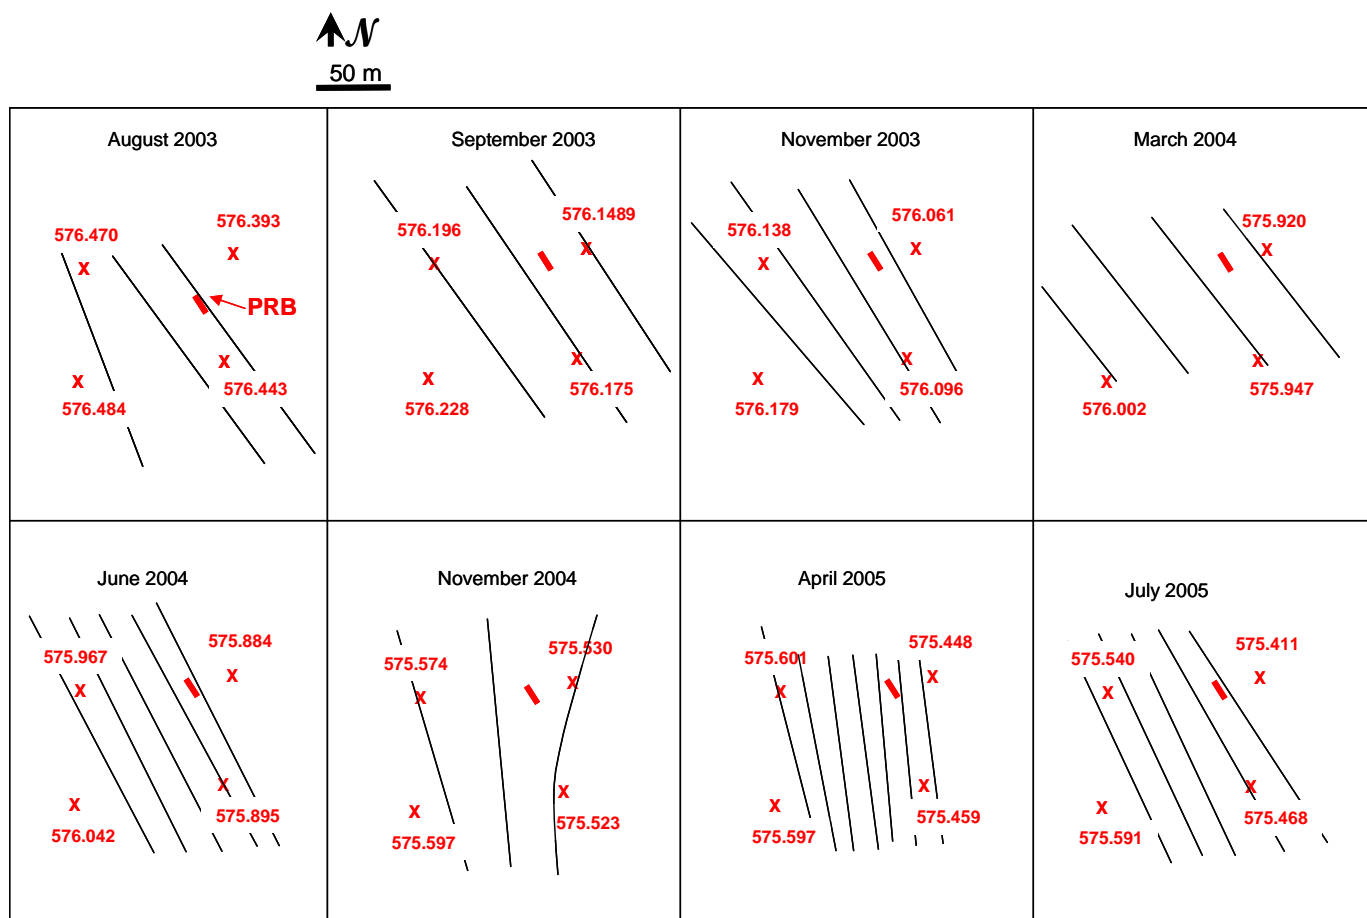 N
50 m
August 2003
September 2003
November 2003
March 2004
576.393
576.470
PRB
X
X
X
X
576.443
576.484
576.1489
576.196
X
X
X
X
576.175
576.228
576.061
576.138
X
X
X
X
576.096
576.179
575.920
X
X
X
575.947
576.002
June 2004
November 2004
April 2005
July 2005
575.884
575.967
X
X
X
X
575.895
576.042
575.530
575.574
X
X
X
X
575.523
575.597
575.448
575.601
X
X
X
X
575.459
575.597
575.411
575.540
X
X
X
X
575.468
575.591